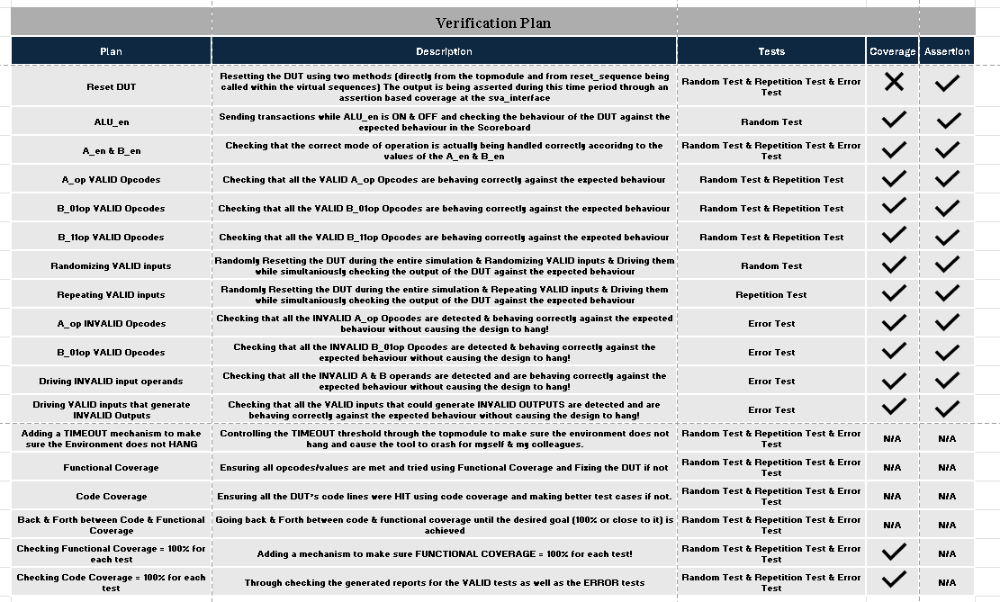 Verification Plan
Plan Description Tests Coverage Assertion
Reset DUT
Resetting the DUT using two methods (directly from the topmodule and from reset_sequence being
called within the virtual sequences) The output is being asserted during this time period through an
assertion based coverage at the sva_interface
Random Test & Repetition Test & Error
Test
ALU_en
Sending transactions while ALU_en is ON & OFF and checking the behaviour of the DUT against the
expected behaviour in the Scoreboard
Random Test
A_en & B_en
Checking that the correct mode of operation is actually being handled correctly accoridng to the
values of the A_en & B_en
Random Test & Repetition Test & Error
Test
A_op VALID Opcodes
Checking that all the VALID A_op Opcodes are behaving correctly against the expected behaviour
Random Test & Repetition Test
B_01op VALID Opcodes
Checking that all the VALID B_01op Opcodes are behaving correctly against the expected behaviour
Random Test & Repetition Test
B_11op VALID Opcodes
Checking that all the VALID B_11op Opcodes are behaving correctly against the expected behaviour
Random Test & Repetition Test
Randomizing VALID inputs
Randomly Resetting the DUT during the entire simulation & Randomizing VALID inputs & Driving them
while simultaniously checking the output of the DUT against the expected behaviour
Random Test
Repeating VALID inputs
Randomly Resetting the DUT during the entire simulation & Repeating VALID inputs & Driving them
while simultaniously checking the output of the DUT against the expected behaviour
Repetition Test
A_op INVALID Opcodes
Checking that all the INVALID A_op Opcodes are detected & behaving correctly against the expected
behaviour without causing the design to hang!
Error Test
B_01op VALID Opcodes
Checking that all the INVALID B_01op Opcodes are detected & behaving correctly against the
expected behaviour without causing the design to hang!
Error Test
Driving INVALID input operands
Checking that all the INVALID A & B operands are detected and are behaving correctly against the
expected behaviour without causing the design to hang!
Error Test
Driving VALID inputs that generate
INVALID Outputs
Checking that all the VALID inputs that could generate INVALID OUTPUTS are detected and are
behaving correctly against the expected behaviour without causing the design to hang!
Error Test
Adding a TIMEOUT mechanism to make
sure the Environment does not HANG
Controlling the TIMEOUT threshold through the topmodule to make sure the environment does not
hang and cause the tool to crash for myself & my colleagues.
Random Test & Repetition Test & Error
Test
N/A N/A
Functional Coverage
Ensuring all opcodes/values are met and tried using Functional Coverage and Fixing the DUT if not
Random Test & Repetition Test & Error
Test
N/A N/A
Code Coverage
Ensuring all the DUT's code lines were HIT using code coverage and making better test cases if not.
Random Test & Repetition Test & Error
Test
N/A N/A
Back & Forth between Code & Functional
Coverage
Going back & Forth between code & functional coverage until the desired goal (100% or close to it) is
achieved
Random Test & Repetition Test & Error
Test
N/A N/A
Checking Functional Coverage = 100% for
each test
Adding a mechanism to make sure FUNCTIONAL COVERAGE = 100% for each test!
Random Test & Repetition Test & Error
Test
N/A
Checking Code Coverage = 100% for each
test
Through checking the generated reports for the VALID tests as well as the ERROR tests
Random Test & Repetition Test & Error
Test
N/A